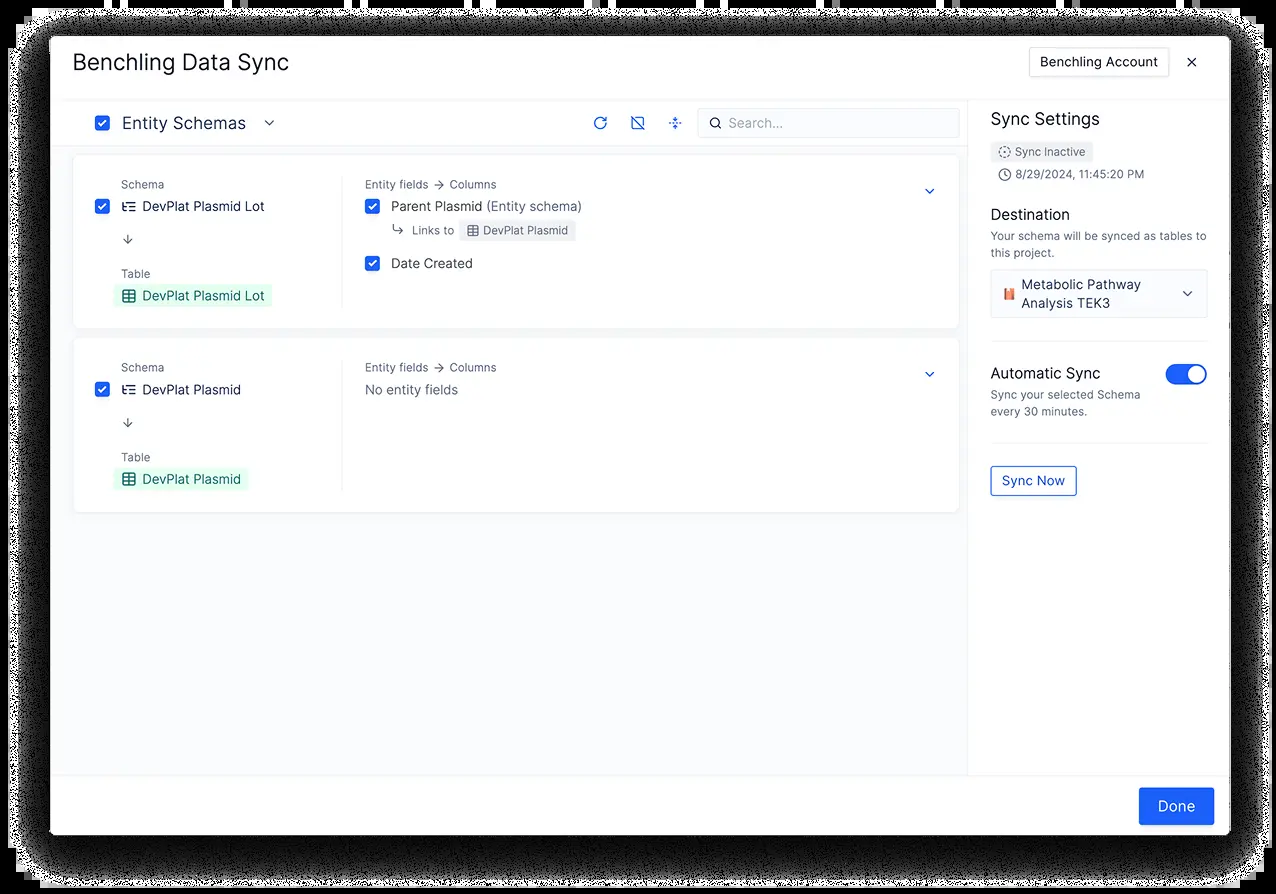 Benchling Data Sync
Benchling Account
Entity Schemas
Search...
Schema
DevPlat Plasmid Lot
Table
DevPlat Plasmid Lot
Entity fields → Columns
Parent Plasmid (Entity schema)
Links to DevPlat Plasmid
Date Created
Schema
DevPlat Plasmid
Table
DevPlat Plasmid
Entity fields → Columns
No entity fields
Sync Settings
Sync Inactive
8/29/2024, 11:45:20 PM
Destination
Your schema will be synced as tables to
this project.
Metabolic Pathway
Analysis TEK3
Automatic Sync
Sync your selected Schema
every 30 minutes.
Sync Now
Done